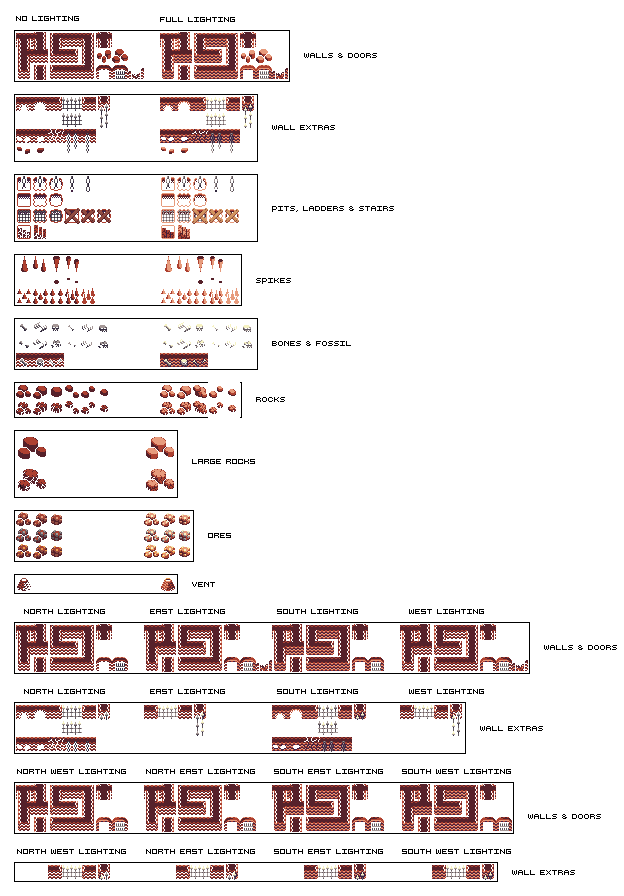 NO LIGHTING FULL LIGHTING
WALLS & DOORS
WALL EXTRAS
PITS, LADDERS & STAIRS
SPIKES
BONES & FOSSIL
ROCKS
LARGE ROCKS
ORES
VENT
NORTH LIGHTING EAST LIGHTING SOUTH LIGHTING WEST LIGHTING
WALLS & DOORS
NORTH LIGHTING EAST LIGHTING SOUTH LIGHTING WEST LIGHTING
WALL EXTRAS
NORTH WEST LIGHTING NORTH EAST LIGHTING SOUTH EAST LIGHTING SOUTH WEST LIGHTING
WALLS & DOORS
NORTH WEST LIGHTING NORTH EAST LIGHTING SOUTH EAST LIGHTING SOUTH WEST LIGHTING
WALL EXTRAS